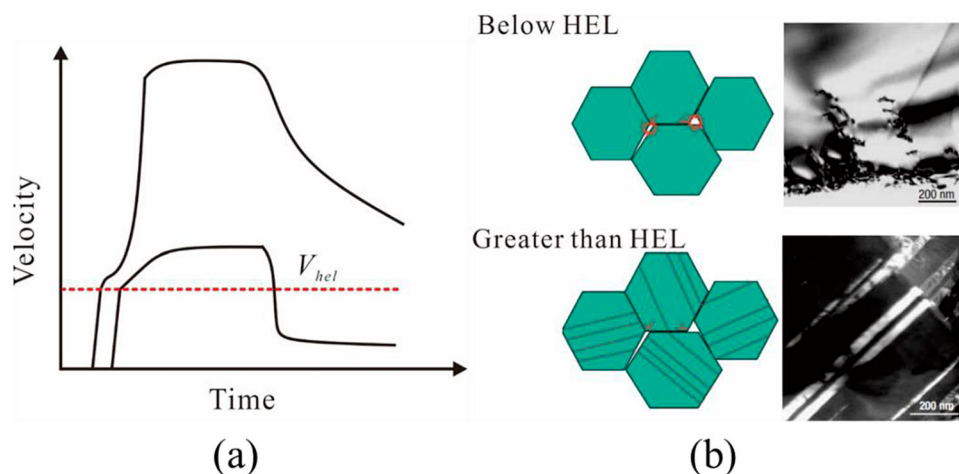 Velocity
V_hel
Time
(a)
Below HEL
200 nm
Greater than HEL
200 nm
(b)